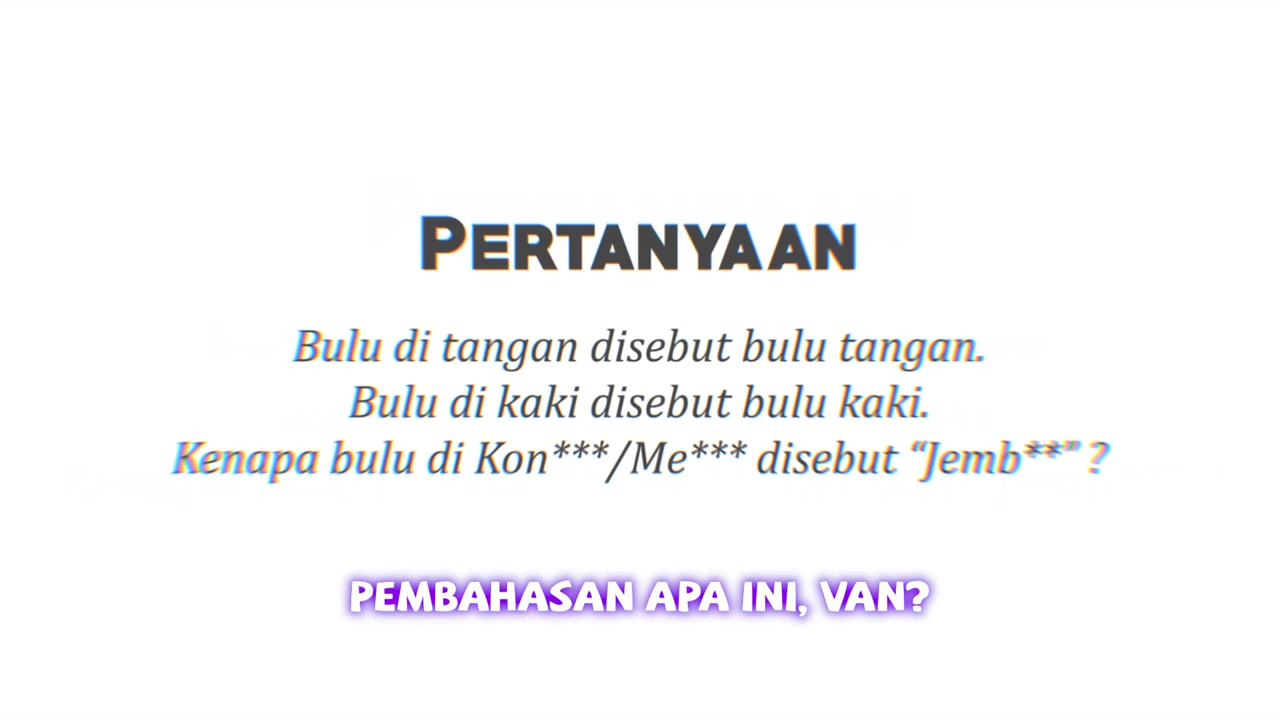 PERTANYAAN
Bulu di tangan disebut bulu tangan.
Bulu di kaki disebut bulu kaki.
Kenapa bulu di Kon***/Me*** disebut “Jemb**” ?
PEMBAHASAN APA INI, VAN?